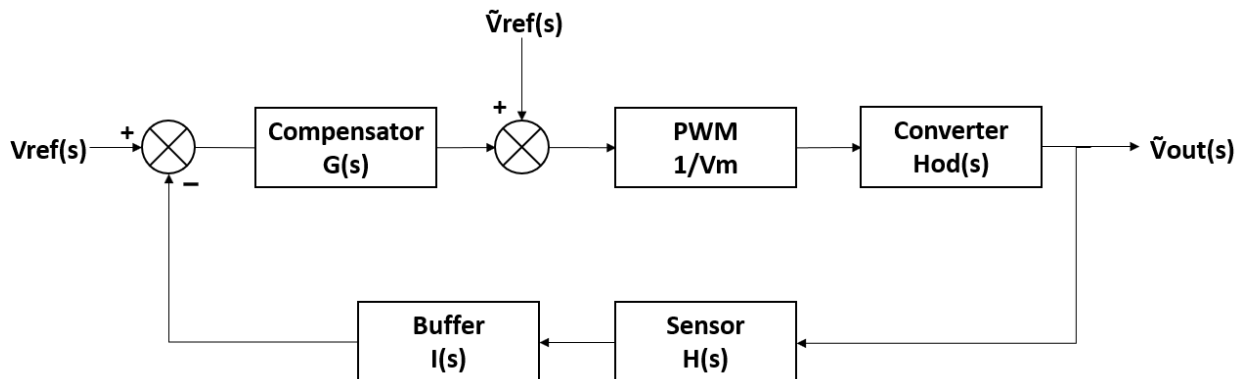 Ṽref(s)
+
Vref(s)
+
−
Compensator
G(s)
PWM
1/Vm
Converter
Hod(s)
Ṽout(s)
Buffer
I(s)
Sensor
H(s)